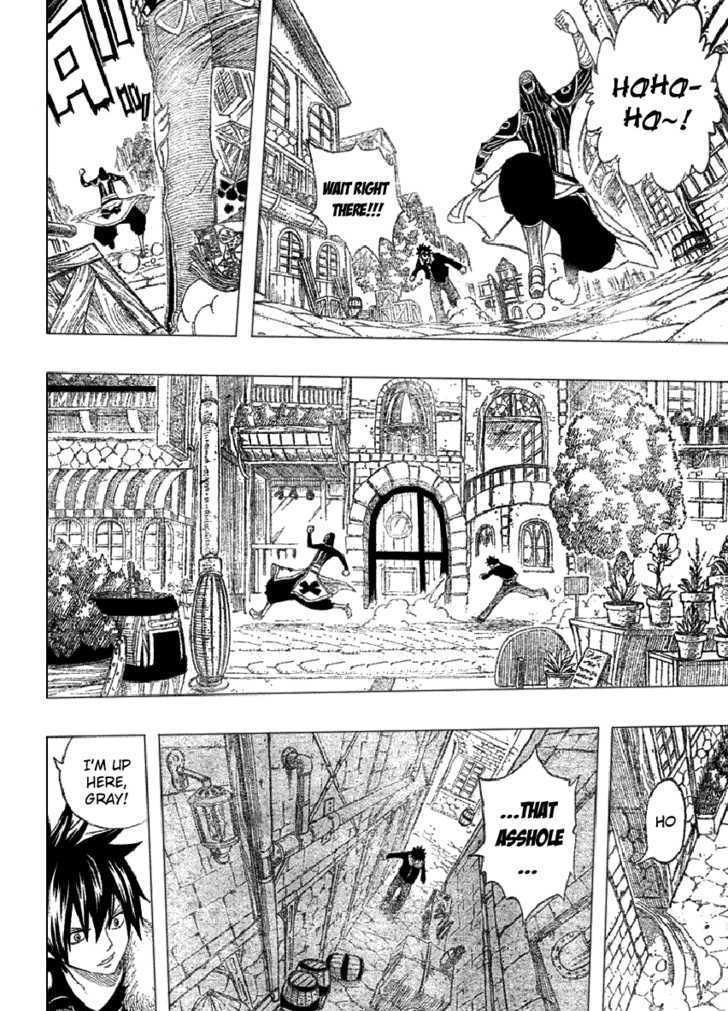 HAHA-
HA~!
WAIT RIGHT
THERE!!!
HO
...THAT
ASSHOLE
...
I'M UP
HERE,
GRAY!